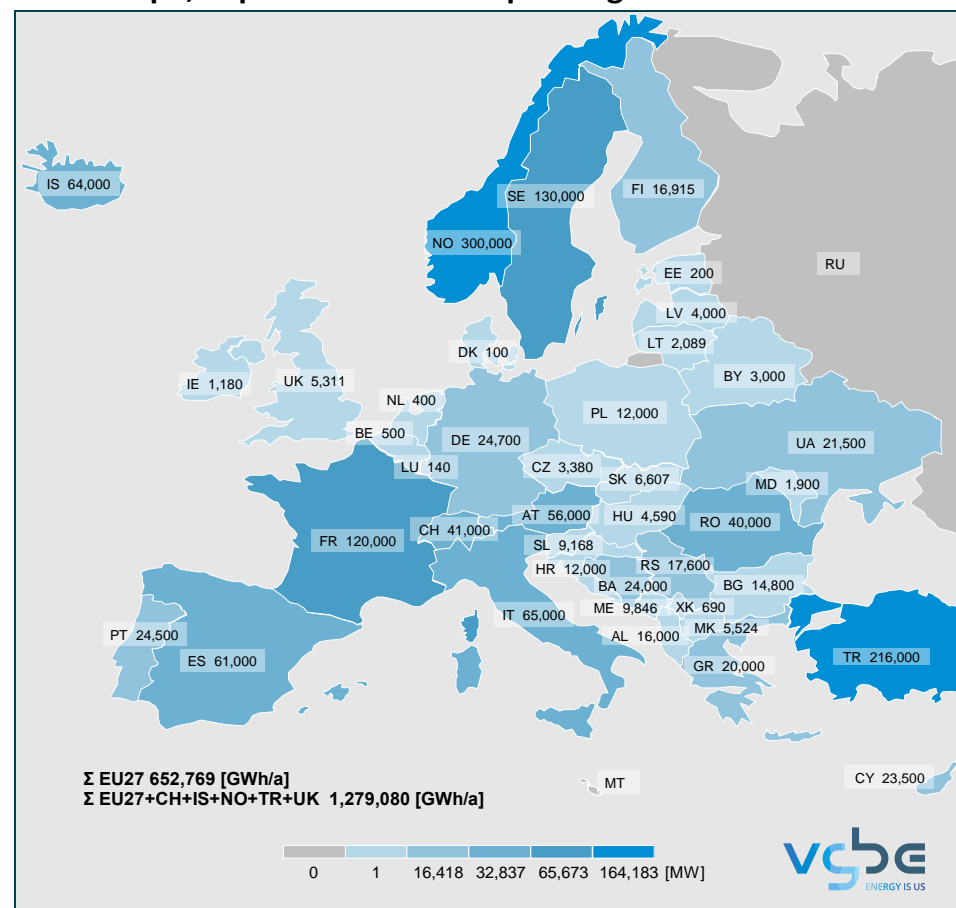 IS 64,000
SE 130,000
FI 16,915
NO 300,000
RU
EE 200
LV 4,000
LT 2,089
DK 100
BY 3,000
IE 1,180
UK 5,311
NL 400
PL 12,000
BE 500
DE 24,700
UA 21,500
LU 140
CZ 3,380
SK 6,607
MD 1,900
AT 56,000
HU 4,590
RO 40,000
CH 41,000
FR 120,000
SL 9,168
HR 12,000
RS 17,600
BA 24,000
BG 14,800
ME 9,846
XK 690
IT 65,000
MK 5,524
PT 24,500
AL 16,000
ES 61,000
GR 20,000
TR 216,000
Σ EU27 652,769 [GWh/a]
Σ EU27+CH+IS+NO+TR+UK 1,279,080 [GWh/a]
MT
CY 23,500
0 1 16,418 32,837 65,673 164,183 [MW]
vgbe
ENERGY IS US